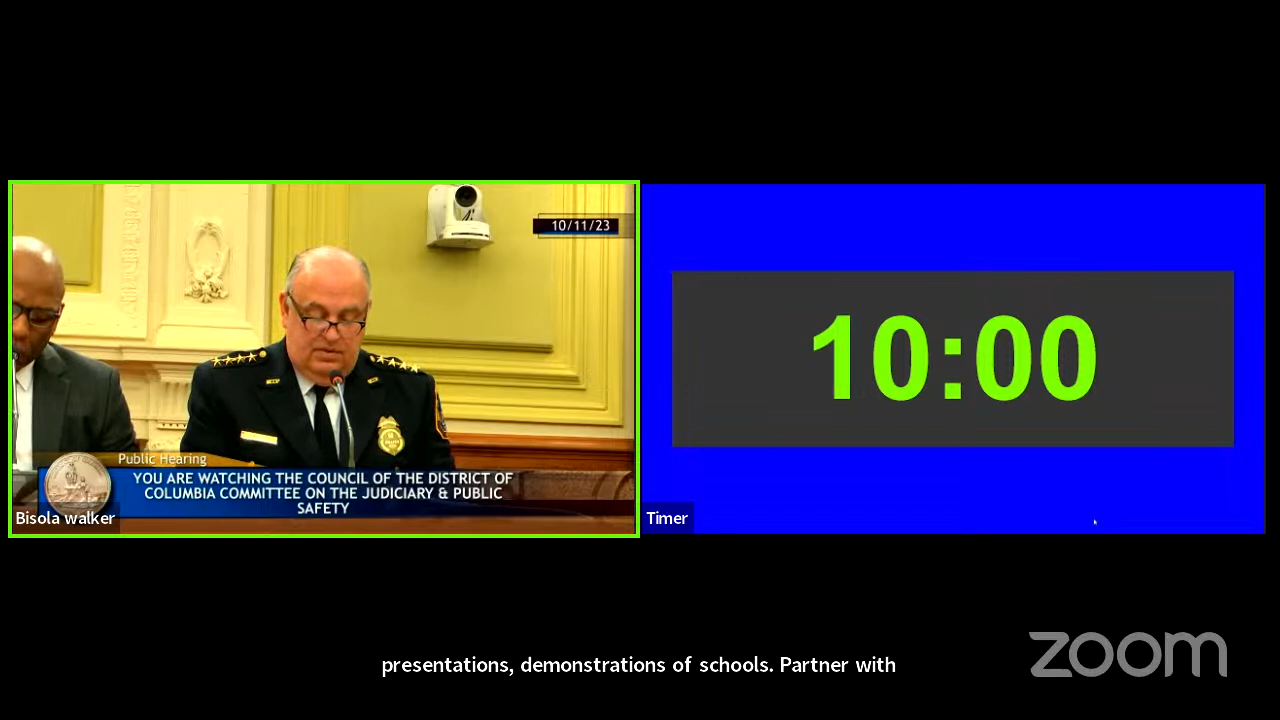 10/11/23
Public Hearing
YOU ARE WATCHING THE COUNCIL OF THE DISTRICT OF
COLUMBIA COMMITTEE ON THE JUDICIARY & PUBLIC
SAFETY
Bisola walker
10:00
Timer
presentations, demonstrations of schools. Partner with
zoom